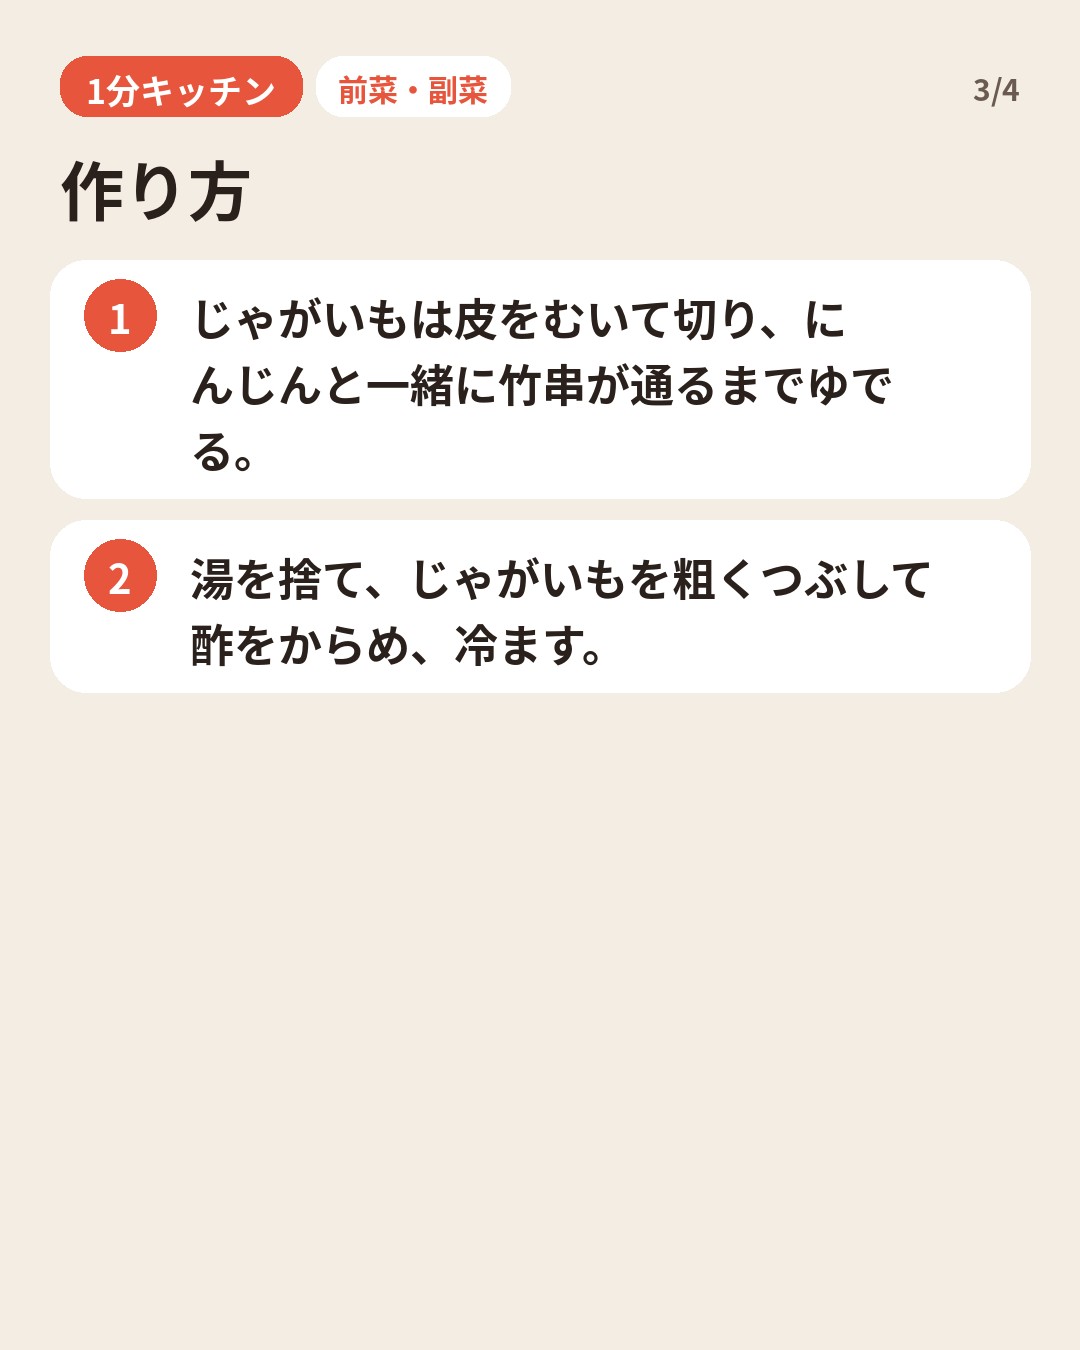 1分キッチン
前菜・副菜
3/4
作り方
1
じゃがいもは皮をむいて切り、に
んじんと一緒に竹串が通るまでゆで
る。
2
湯を捨て、じゃがいもを粗くつぶして
酢をからめ、冷ます。